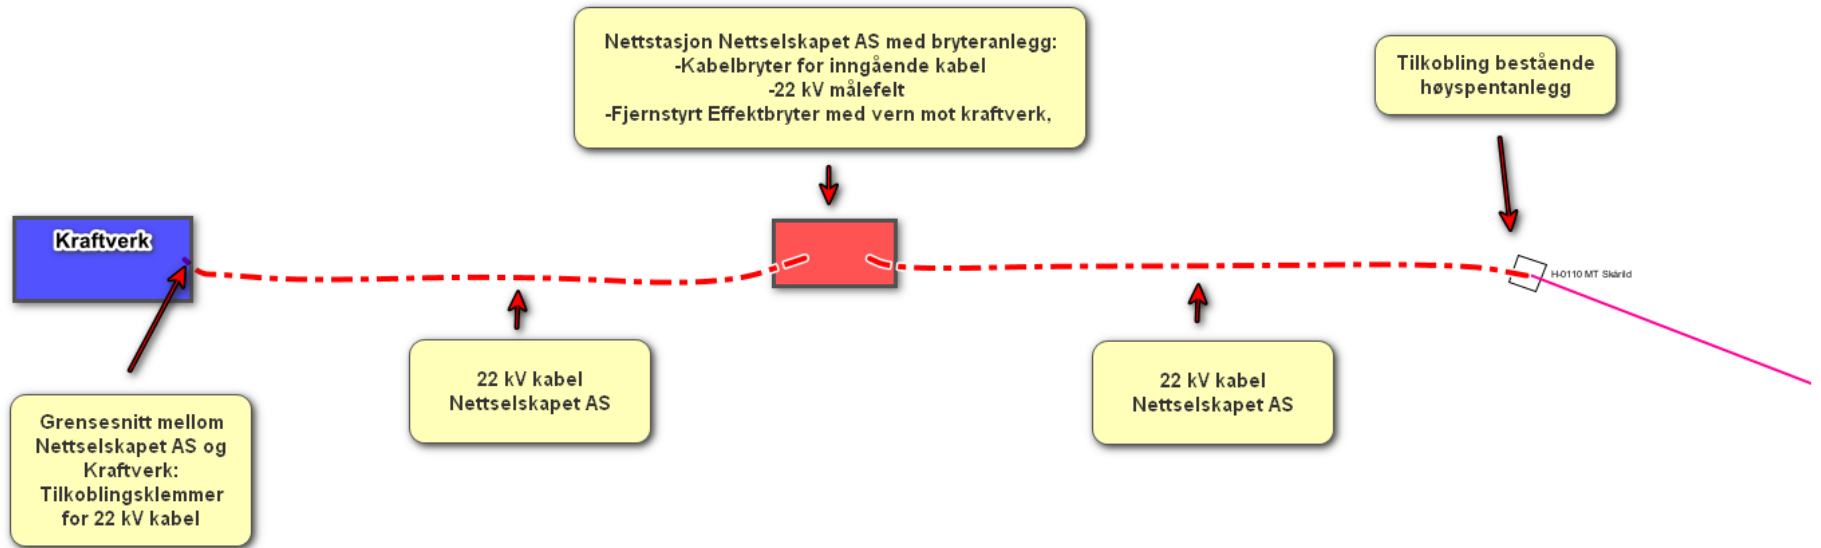 Nettstasjon Nettselskapet AS med bryteranlegg:
-Kabelbryter for inngående kabel
-22 kV målefelt
-Fjernstyrt Effektbryter med vern mot kraftverk,
Tilkobling bestående
høyspentanlegg
Kraftverk
H-0110 MT Skårild
22 kV kabel
Nettselskapet AS
22 kV kabel
Nettselskapet AS
Grensesnitt mellom
Nettselskapet AS og
Kraftverk:
Tilkoblingsklemmer
for 22 kV kabel